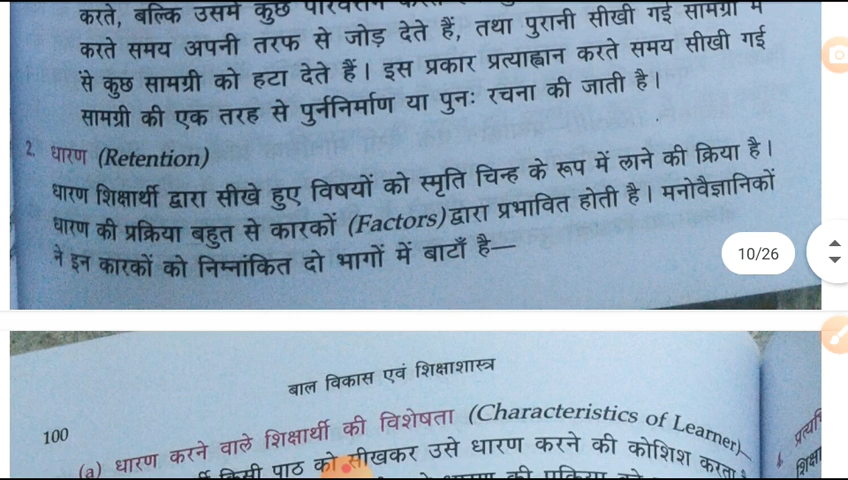 करते, बल्कि उसमें कुछ
करते समय अपनी तरफ से जोड़ देते हैं, तथा पुरानी सीखी गई सामग्री में
से कुछ सामग्री को हटा देते हैं। इस प्रकार प्रत्याह्वान करते समय सीखी गई
सामग्री की एक तरह से पुर्ननिर्माण या पुनः रचना की जाती है।
2. धारण (Retention)
धारण शिक्षार्थी द्वारा सीखे हुए विषयों को स्मृति चिन्ह के रूप में लाने की क्रिया है।
धारण की प्रक्रिया बहुत से कारकों (Factors) द्वारा प्रभावित होती है। मनोवैज्ञानिकों
ने इन कारकों को निम्नांकित दो भागों में बाटाँ है—
10/26
बाल विकास एवं शिक्षाशास्त्र
100
(a) धारण करने वाले शिक्षार्थी की विशेषता (Characteristics of Learner)—
किसी पाठ को सीखकर उसे धारण करने की कोशिश करता